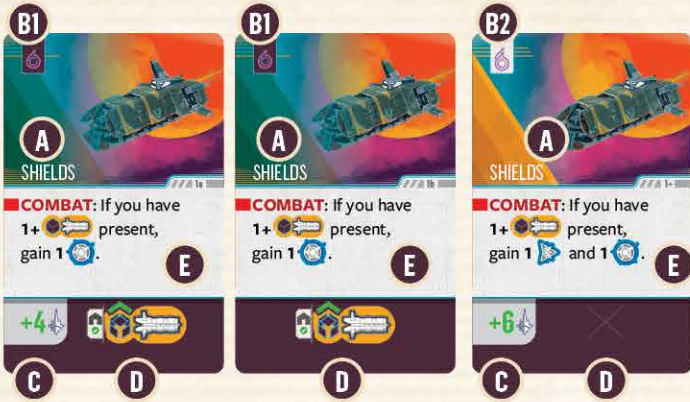 B1
A
SHIELDS
1a
COMBAT: If you have
1+ present,
gain 1 .
E
+4
C
D
B1
A
SHIELDS
1b
COMBAT: If you have
1+ present,
gain 1 .
E
D
B2
A
SHIELDS
1+
COMBAT: If you have
1+ present,
gain 1 and 1 .
E
+6
C
D